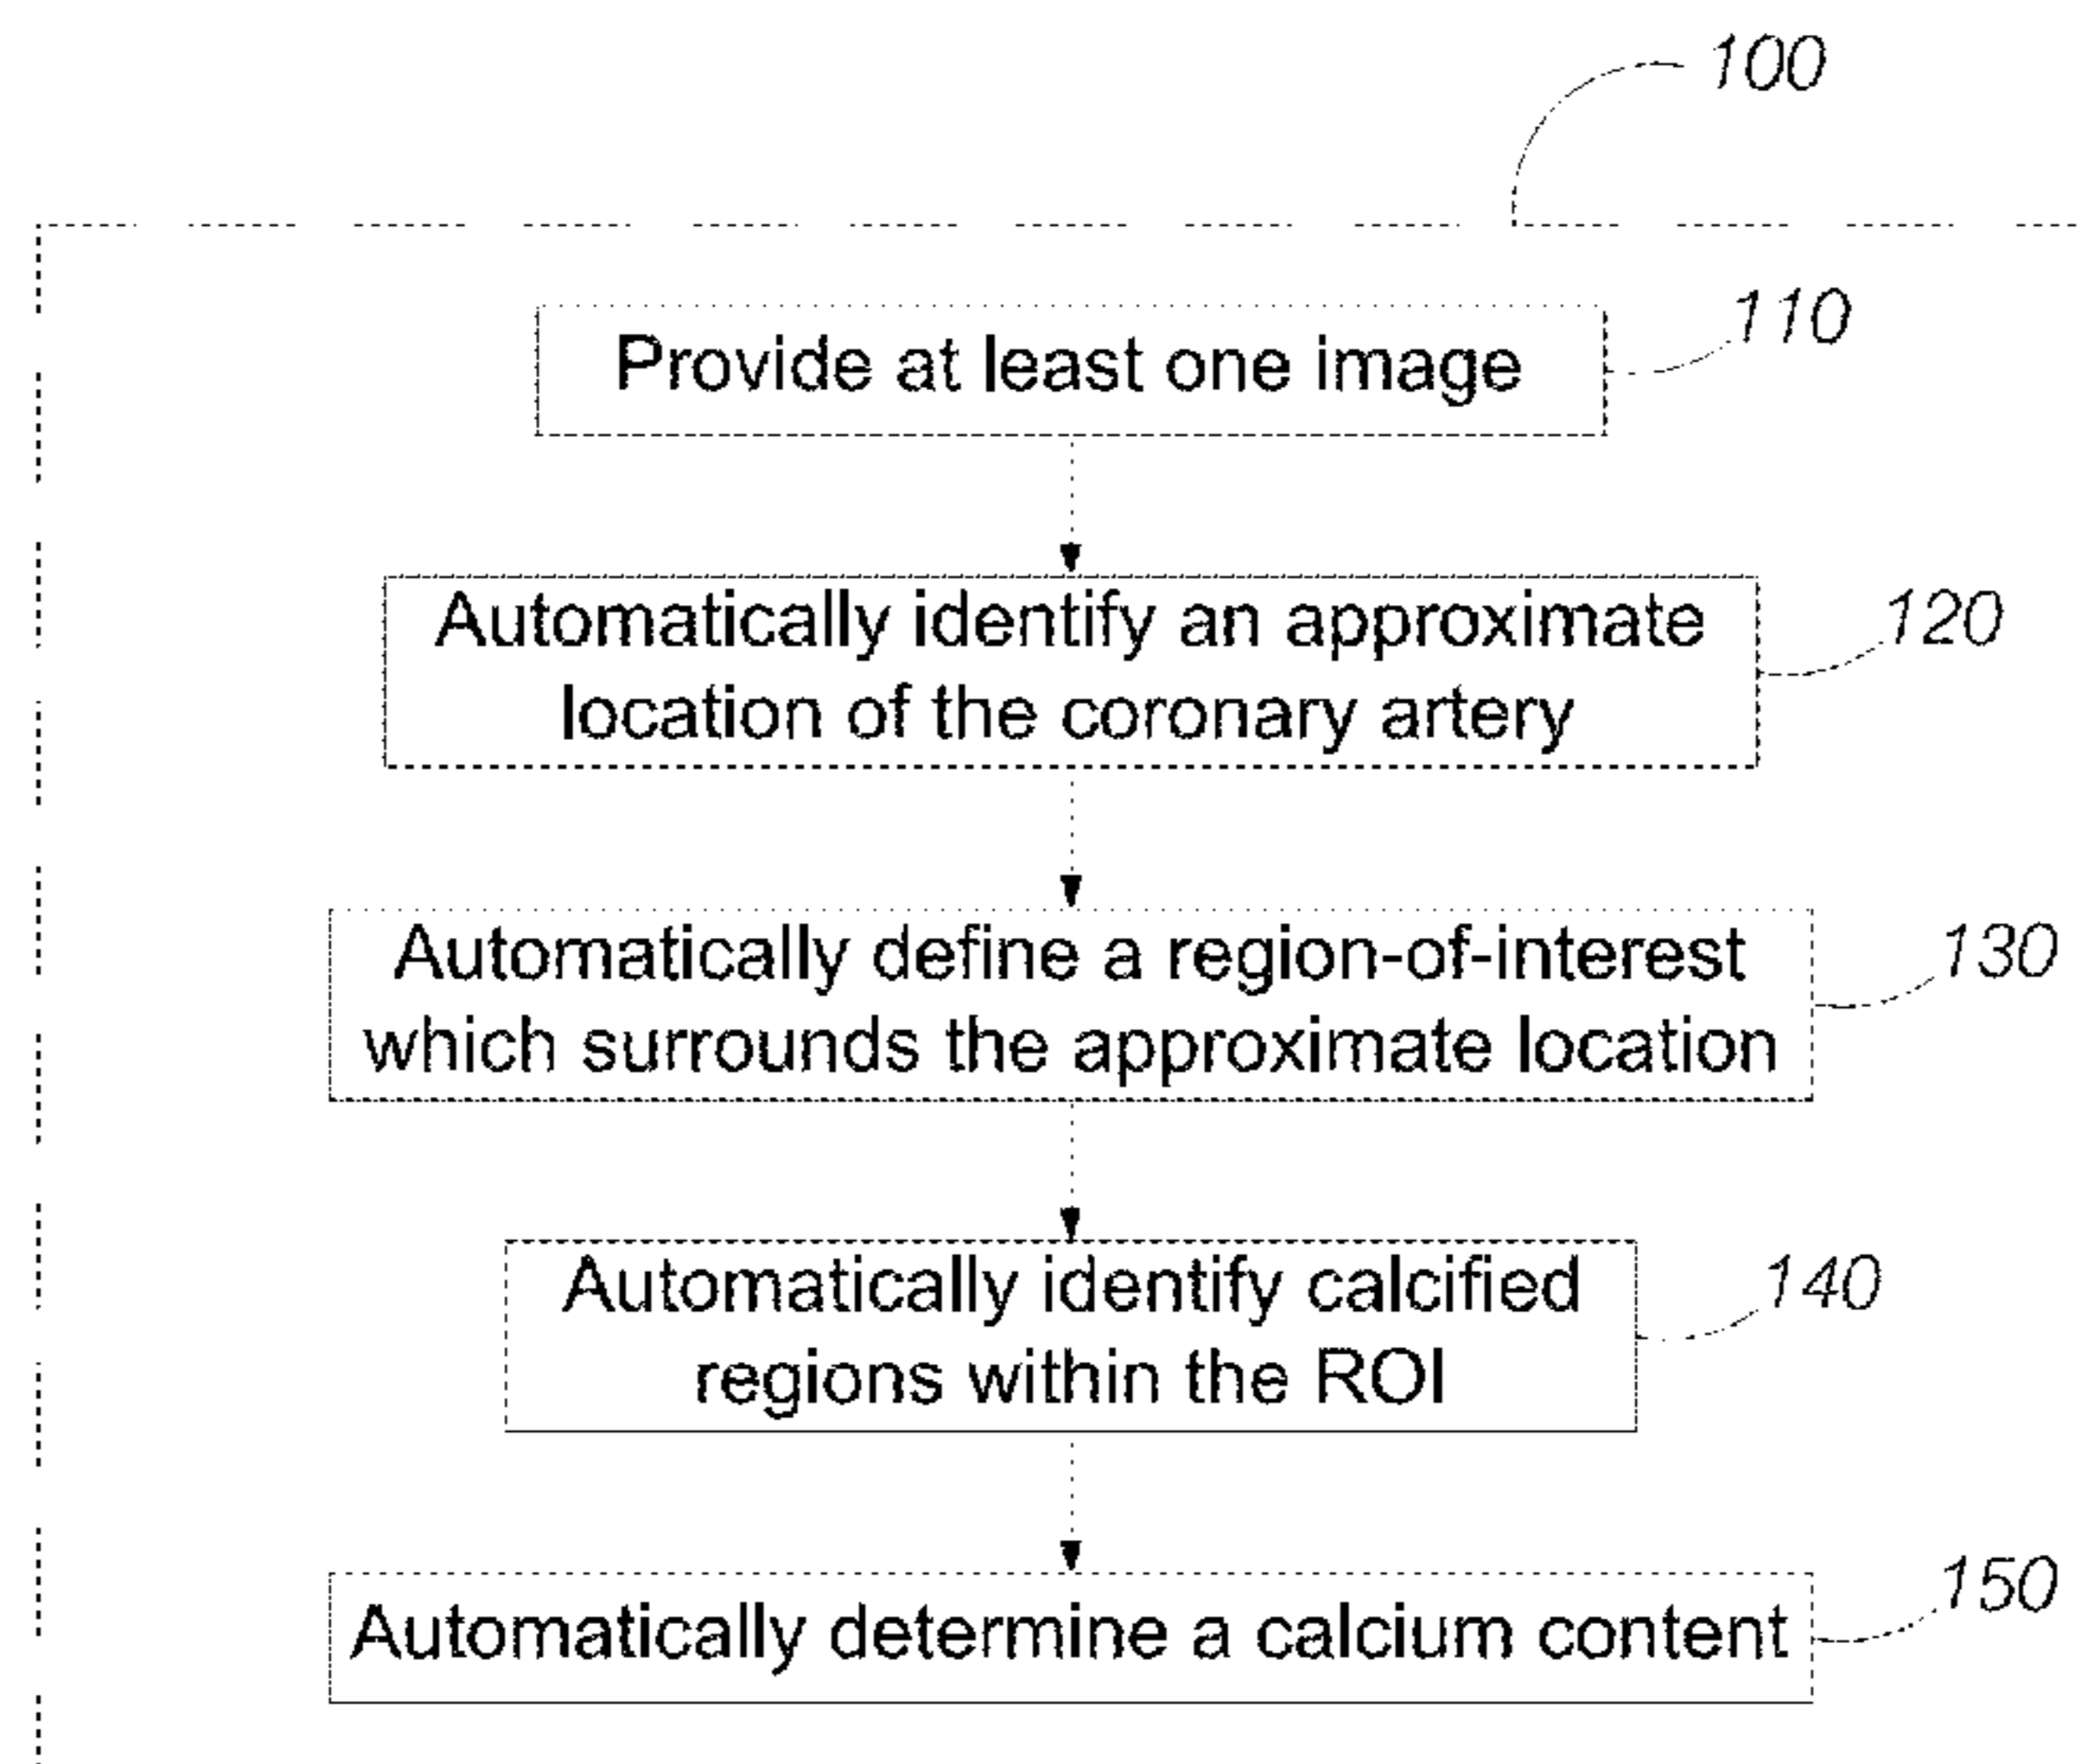 100
Provide at least one image
110
Automatically identify an approximate
location of the coronary artery
120
Automatically define a region-of-interest
which surrounds the approximate location
130
Automatically identify calcified
regions within the ROI
140
Automatically determine a calcium content
150